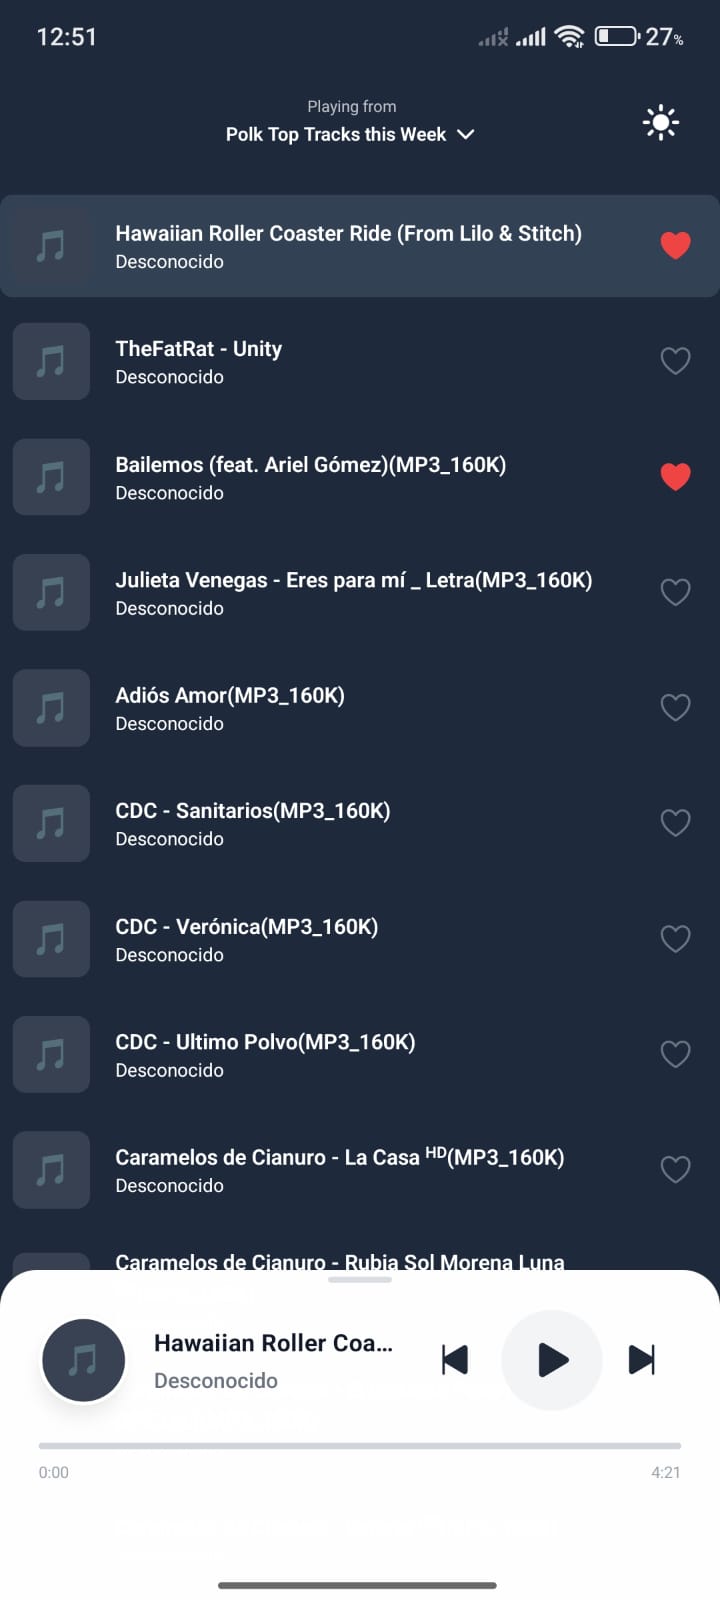 12:51
27%
Playing from
Polk Top Tracks this Week
Hawaiian Roller Coaster Ride (From Lilo & Stitch)
Desconocido
TheFatRat - Unity
Desconocido
Bailemos (feat. Ariel Gómez)(MP3_160K)
Desconocido
Julieta Venegas - Eres para mí _ Letra(MP3_160K)
Desconocido
Adiós Amor(MP3_160K)
Desconocido
CDC - Sanitarios(MP3_160K)
Desconocido
CDC - Verónica(MP3_160K)
Desconocido
CDC - Ultimo Polvo(MP3_160K)
Desconocido
Caramelos de Cianuro - La Casa ᴴᴰ(MP3_160K)
Desconocido
Caramelos de Cianuro - Rubia Sol Morena Luna
Hawaiian Roller Coa...
Desconocido
0:00
4:21